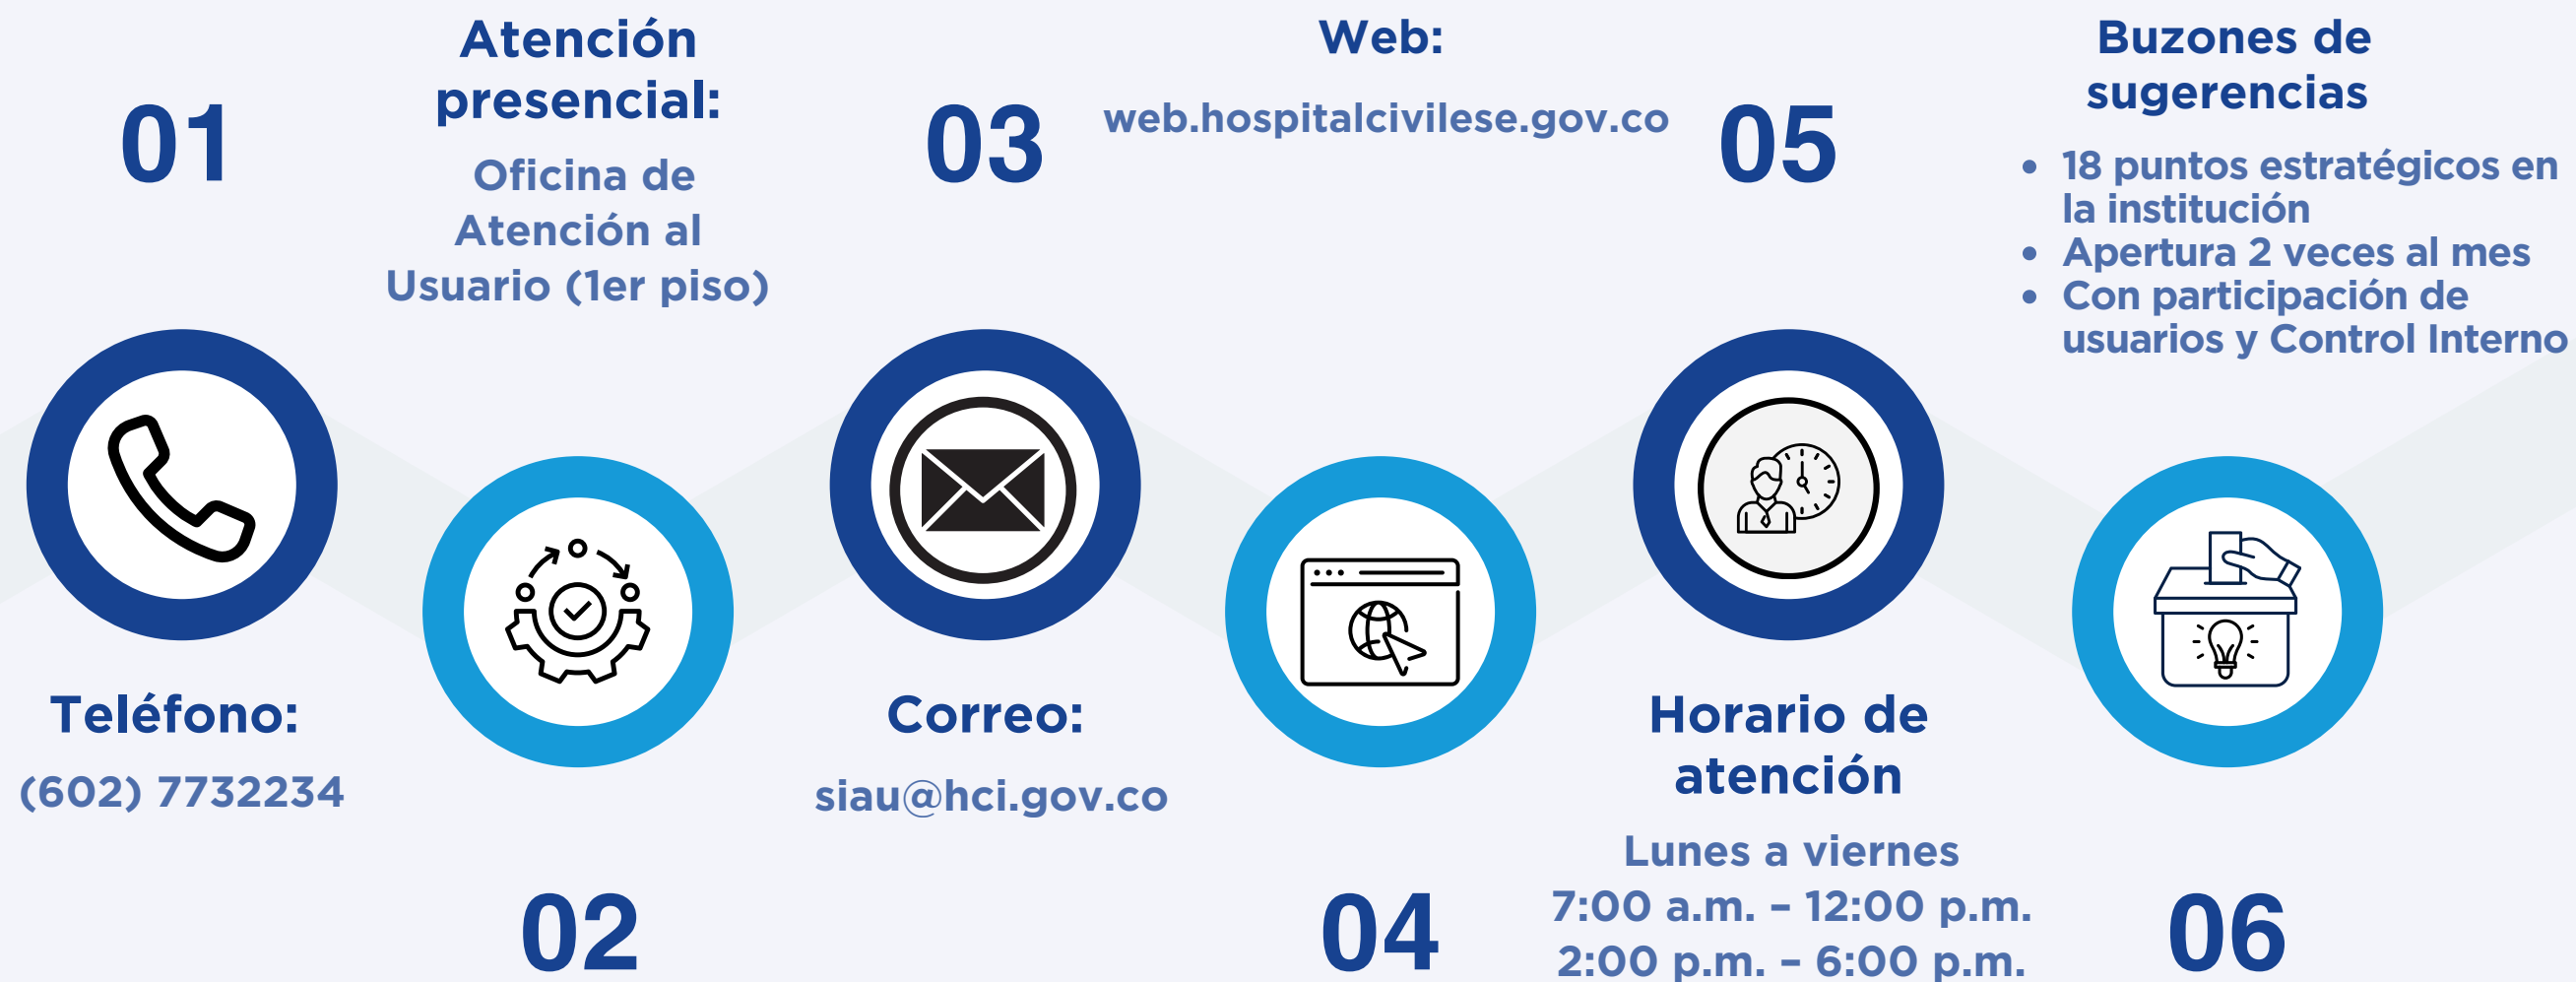 01
Teléfono:
(602) 7732234
Atención
presencial:
Oficina de
Atención al
Usuario (1er piso)
02
03
Correo:
siau@hci.gov.co
Web:
web.hospitalcivilese.gov.co
04
05
Horario de
atención
Lunes a viernes
7:00 a.m. – 12:00 p.m.
2:00 p.m. – 6:00 p.m.
Buzones de
sugerencias
• 18 puntos estratégicos en
la institución
• Apertura 2 veces al mes
• Con participación de
usuarios y Control Interno
06